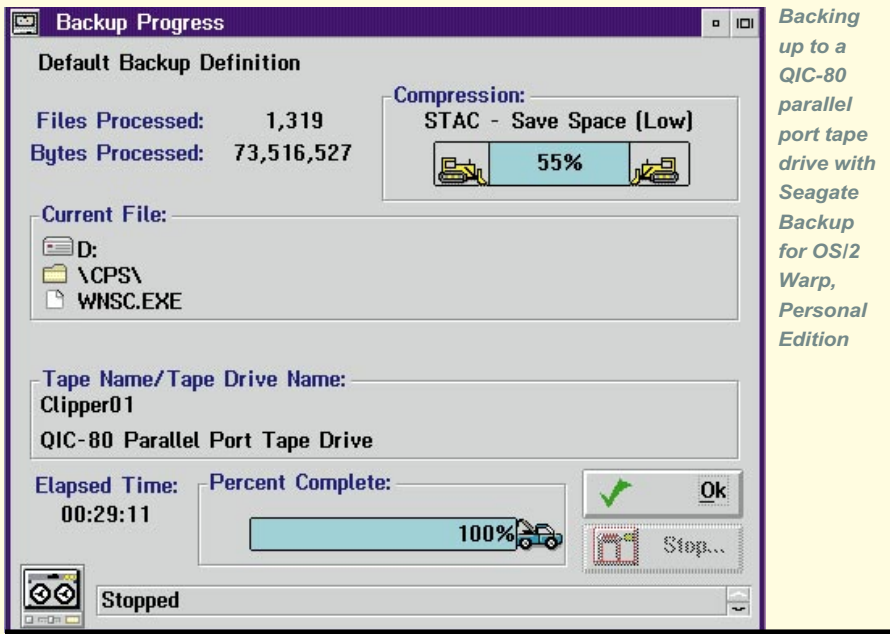 Backup Progress
Default Backup Definition
Files Processed: 1,319
Bytes Processed: 73,516,527
Compression:
STAC - Save Space (Low)
55%
Current File:
D:
\CPS\
WNSC.EXE
Tape Name/Tape Drive Name:
Clipper01
QIC-80 Parallel Port Tape Drive
Elapsed Time:
00:29:11
Percent Complete:
100%
Ok
Stop...
Stopped
Backing
up to a
QIC-80
parallel
port tape
drive with
Seagate
Backup
for OS/2
Warp,
Personal
Edition